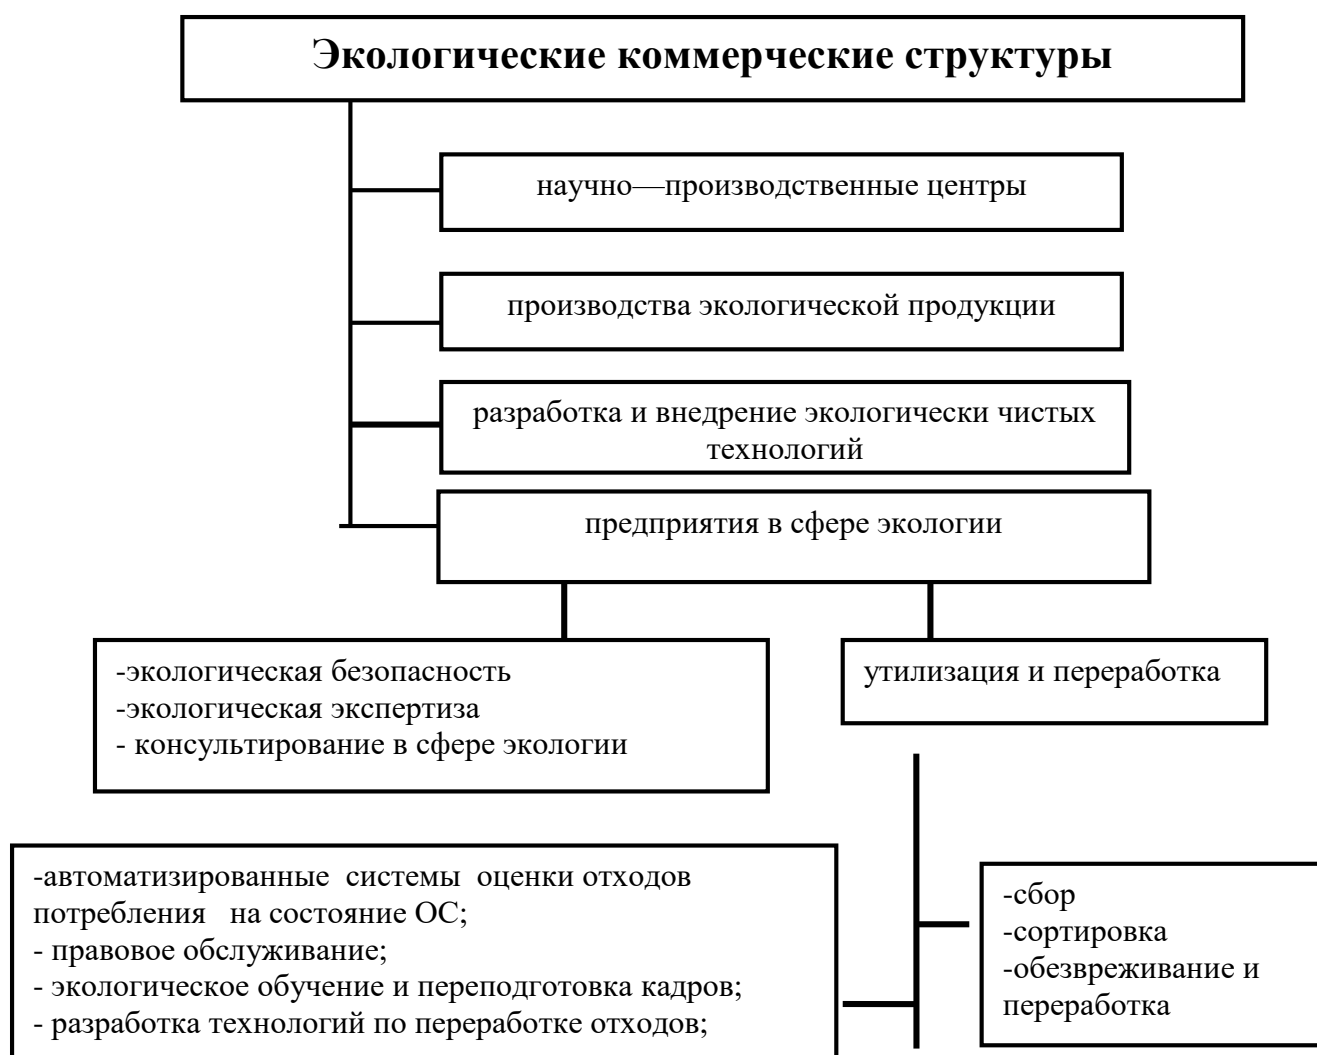 Экологические коммерческие структуры
научно—производственные центры
производства экологической продукции
разработка и внедрение экологически чистых
технологий
предприятия в сфере экологии
-экологическая безопасность
-экологическая экспертиза
- консультирование в сфере экологии
утилизация и переработка
-автоматизированные системы оценки отходов
потребления на состояние ОС;
- правовое обслуживание;
- экологическое обучение и переподготовка кадров;
- разработка технологий по переработке отходов;
-сбор
-сортировка
-обезвреживание и
переработка